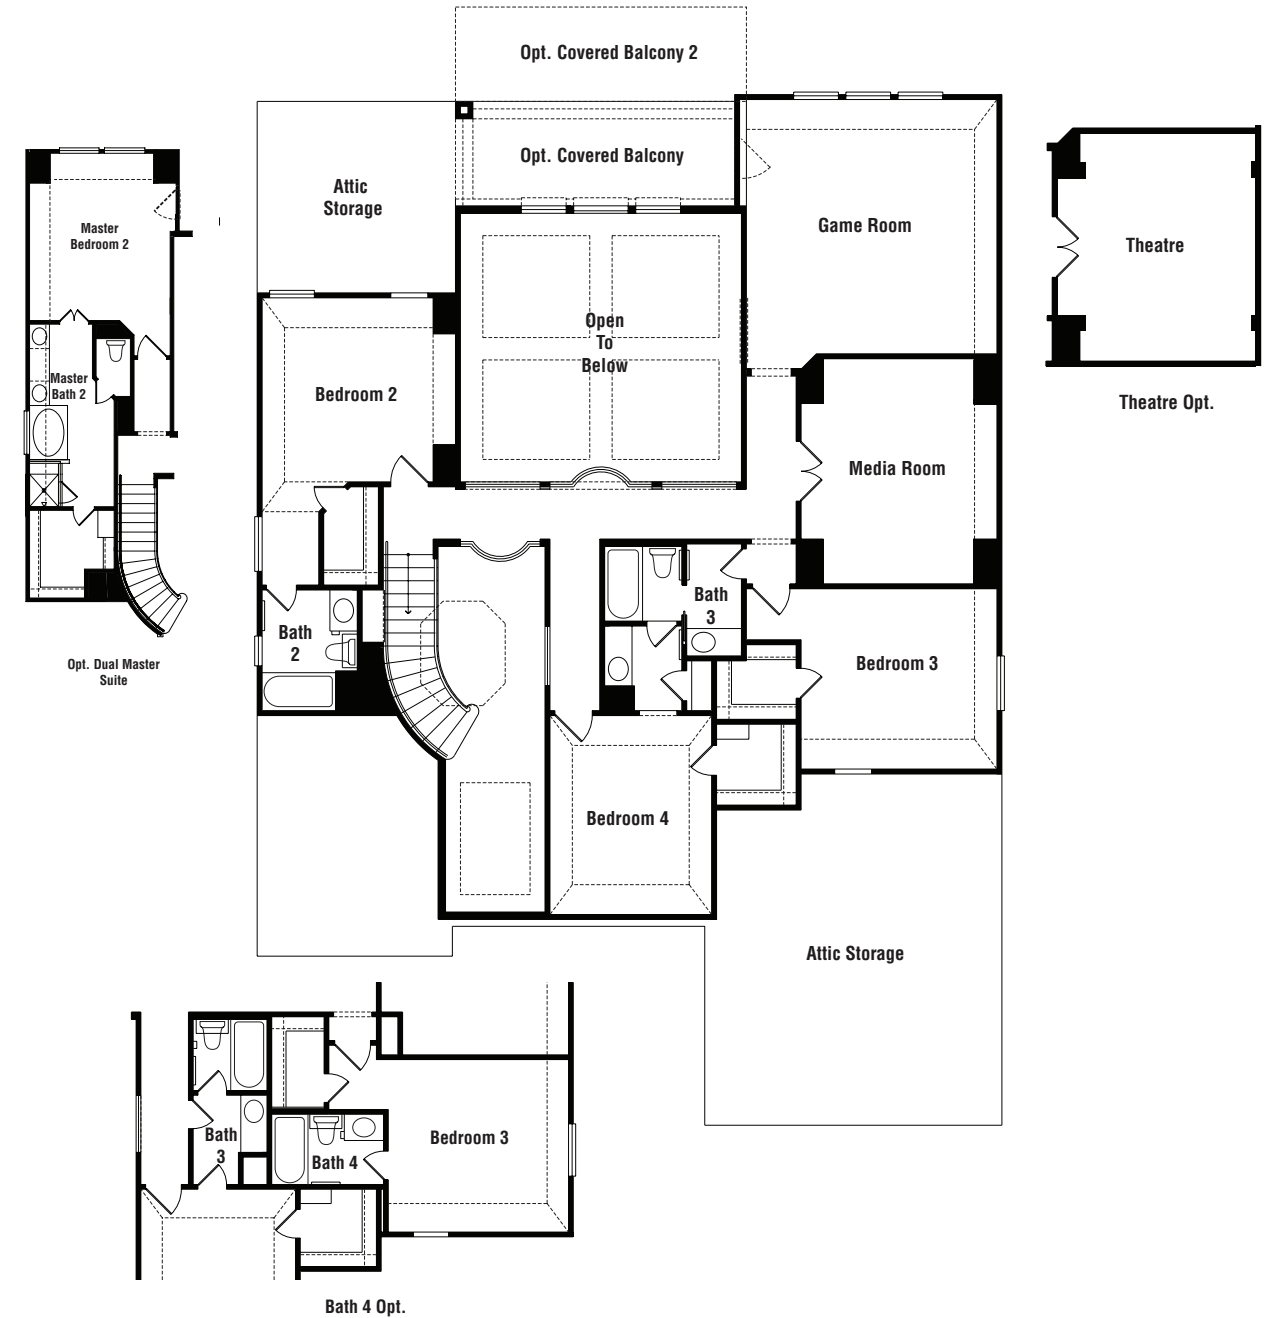 Opt. Covered Balcony 2
Opt. Covered Balcony
Attic
Storage
Game Room
Theatre
Theatre Opt.
Master
Bedroom 2
Master
Bath 2
Opt. Dual Master
Suite
Open
To
Below
Bedroom 2
Media Room
Bath
2
Bath
3
Bedroom 3
Bedroom 4
Attic Storage
Bath
3
Bath 4
Bedroom 3
Bath 4 Opt.